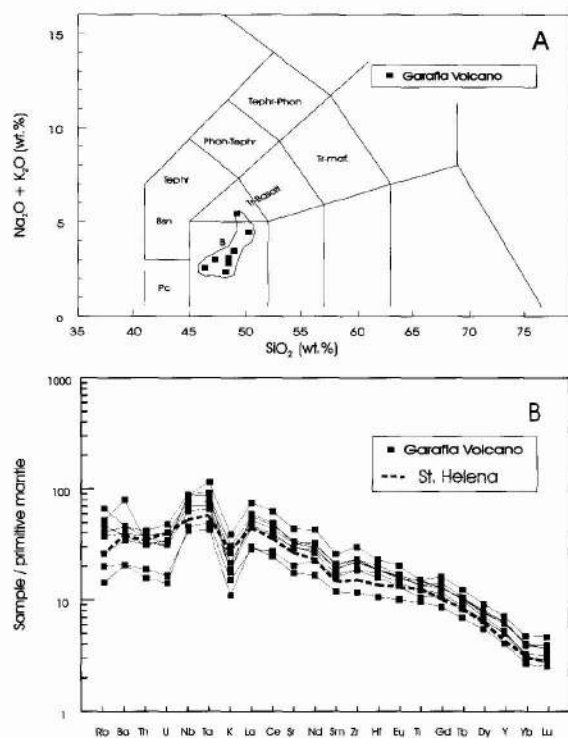 A
Garafia Volcano
Na₂O + K₂O (wt.%)
15
10
5
0
Tephr-Phon
Phon-Tephr
Tr-maf.
Tephr
Tr-Basalt
Bsn
B
Pc
35 40 45 50 55 60 65 70 75
SiO₂ (wt.%)
B
Garafia Volcano
St. Helena
Sample / primitive mantle
1000
100
10
1
Rb Ba Th U Nb Ta K La Ce Sr Nd Sm Zr Hf Eu Ti Gd Tb Dy Y Yb Lu